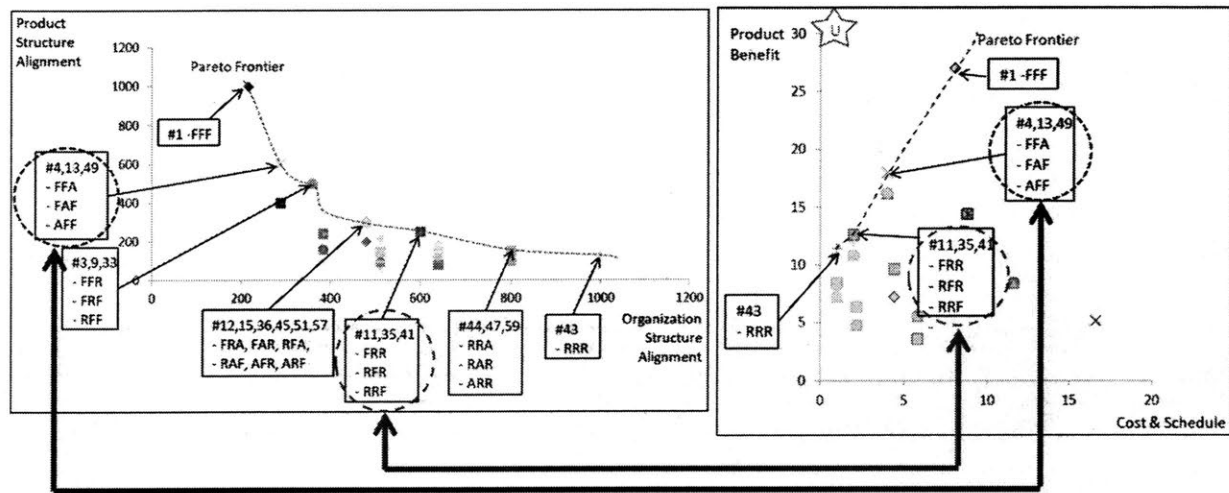 Product
Structure
Alignment
1200
1000
800
600
400
200
0
0
200
400
600
800
1000
1200
Pareto Frontier
#1 -FFF
#4,13,49
- FFA
- FAF
- AFF
#3,9,33
- FFR
- FRF
- RFF
#12,15,36,45,51,57
- FRA, FAR, RFA,
- RAF, AFR, ARF
#11,35,41
- FRR
- RFR
- RRF
#44,47,59
- RRA
- RAR
- ARR
#43
- RRR
Organization
Structure
Alignment
Product
Benefit
U
30
25
20
15
10
5
0
0
5
10
15
20
Pareto Frontier
#1 -FFF
#4,13,49
- FFA
- FAF
- AFF
#11,35,41
- FRR
- RFR
- RRF
#43
- RRR
Cost & Schedule